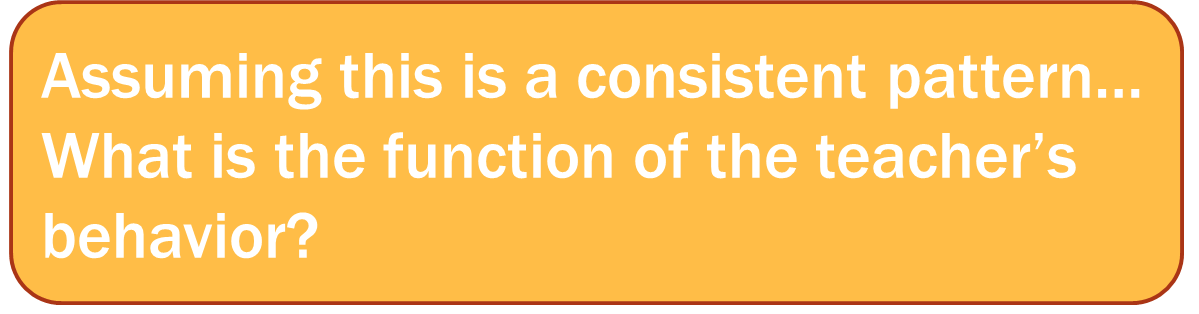 Assuming this is a consistent pattern...
What is the function of the teacher’s
behavior?